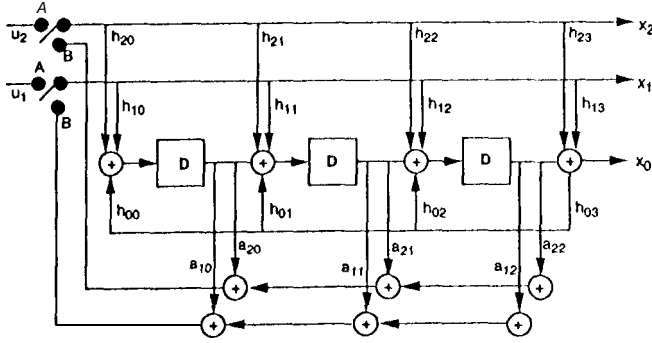 A
u₂
B
h₂₀ h₂₁ h₂₂ h₂₃ x₂
A
u₁
B
h₁₀ h₁₁ h₁₂ h₁₃ x₁
+ D + D + D + x₀
h₀₀ h₀₁ h₀₂ h₀₃
a₂₀ a₂₁ a₂₂
a₁₀ a₁₁ a₁₂
+ + +
+ + +